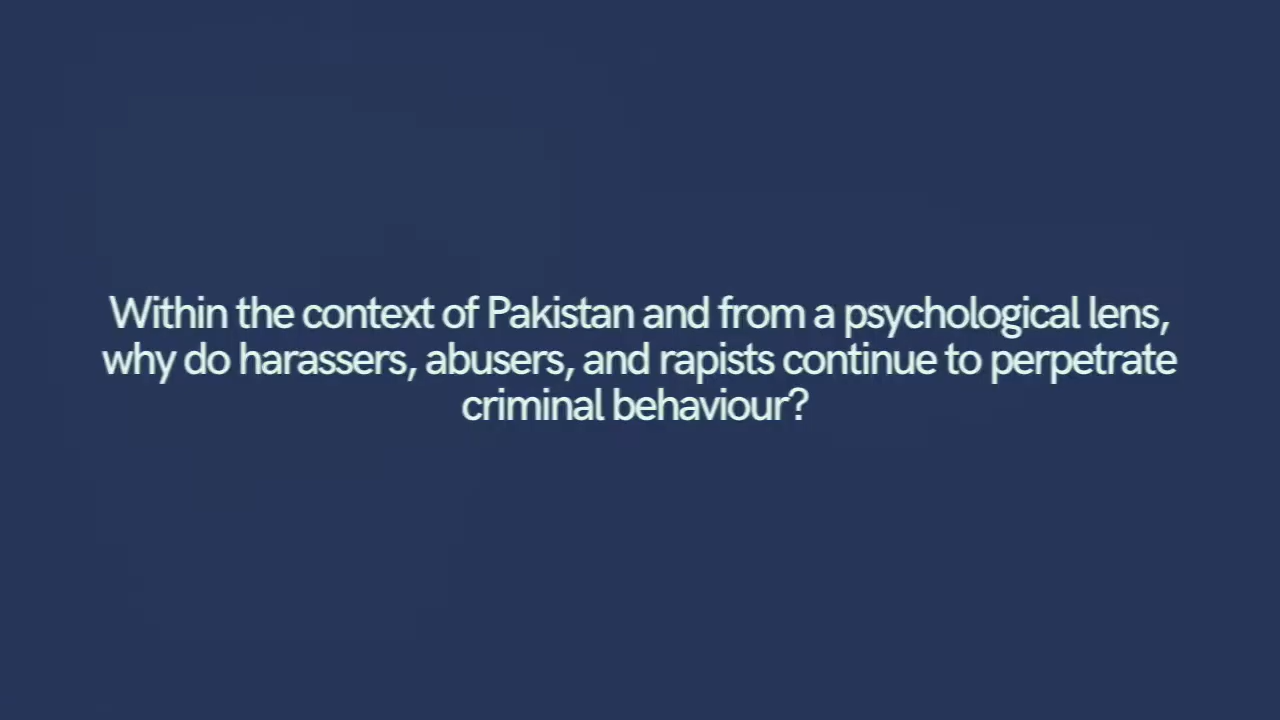 Within the context of Pakistan and from a psychological lens,
why do harassers, abusers, and rapists continue to perpetrate
criminal behaviour?